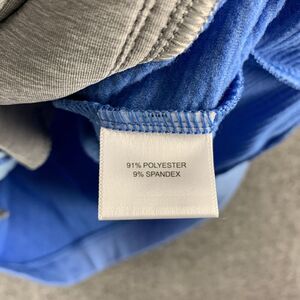 91% POLYESTER
9% SPANDEX